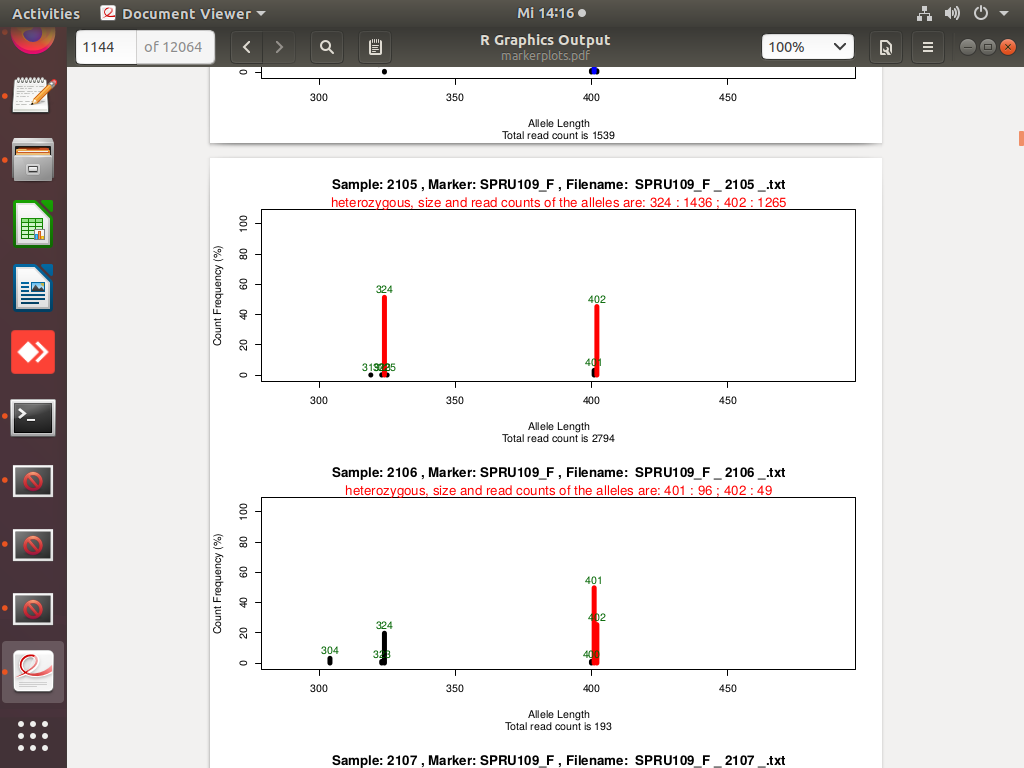 Activities Document Viewer Mi 14:16
1144 of 12064 R Graphics Output 100%
markerplots.pdf
0
300 350 400 450
Allele Length
Total read count is 1539
Sample: 2105 , Marker: SPRU109_F , Filename: SPRU109_F _ 2105 _.txt
heterozygous, size and read counts of the alleles are: 324 : 1436 ; 402 : 1265
Count Frequency (%)
100
80
60
40
20
0
324
402
401
300 350 400 450
Allele Length
Total read count is 2794
Sample: 2106 , Marker: SPRU109_F , Filename: SPRU109_F _ 2106 _.txt
heterozygous, size and read counts of the alleles are: 401 : 96 ; 402 : 49
Count Frequency (%)
100
80
60
40
20
0
401
402
324
304
323
400
300 350 400 450
Allele Length
Total read count is 193
Sample: 2107 , Marker: SPRU109_F , Filename: SPRU109_F _ 2107 _.txt